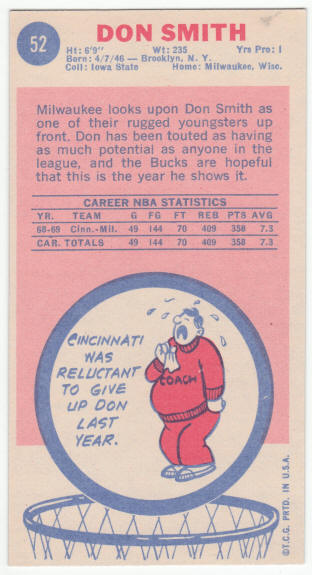 52
DON SMITH
Ht: 6'9" Wt: 235 Yrs Pro: 1
Born: 4/7/46 — Brooklyn, N. Y.
Coll: Iowa State Home: Milwaukee, Wisc.
Milwaukee looks upon Don Smith as
one of their rugged youngsters up
front. Don has been touted as having
as much potential as anyone in the
league, and the Bucks are hopeful
that this is the year he shows it.
CAREER NBA STATISTICS
YR. TEAM G FG FT REB PTS AVG
68-69 Cinn.-Mil. 49 144 70 409 358 7.3
CAR. TOTALS 49 144 70 409 358 7.3
CINCINNATI
WAS
RELUCTANT
TO GIVE
UP DON
LAST
YEAR.
COACH
©T.C.G. PRTD. IN U.S.A.